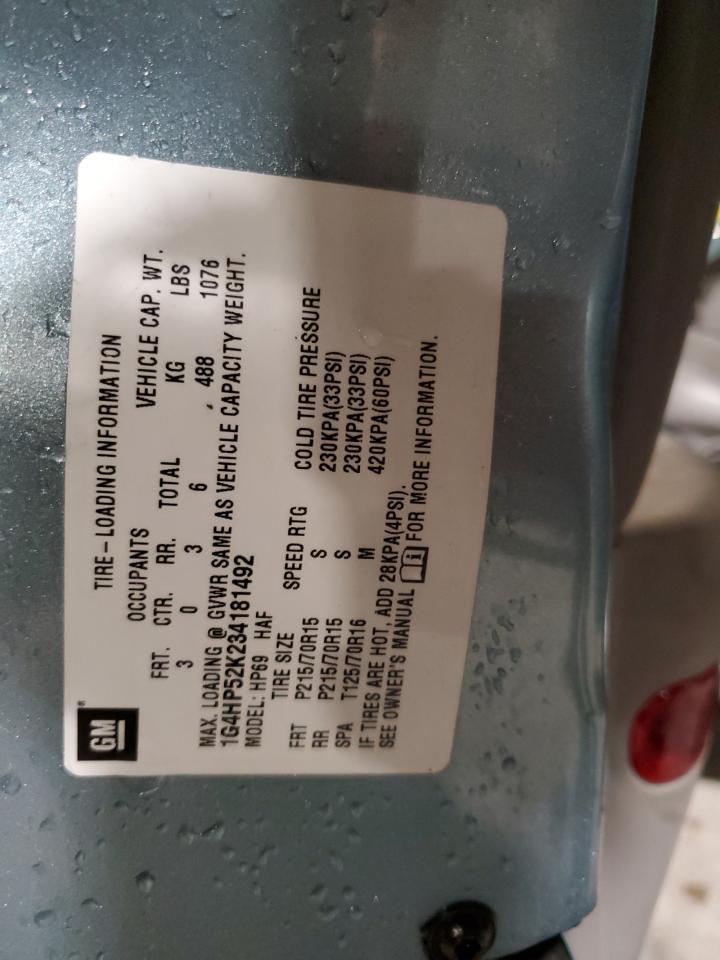 GM
TIRE-LOADING INFORMATION
OCCUPANTS VEHICLE CAP. WT.
FRT. CTR. RR. TOTAL KG LBS
3 0 3 6 488 1076
MAX. LOADING @ GVWR SAME AS VEHICLE CAPACITY WEIGHT.
1G4HP52K234181492
MODEL: HP69 HAF
TIRE SIZE SPEED RTG COLD TIRE PRESSURE
FRT P215/70R15 S 230KPA(33PSI)
RR P215/70R15 S 230KPA(33PSI)
SPA T125/70R16 M 420KPA(60PSI)
IF TIRES ARE HOT, ADD 28KPA(4PSI).
SEE OWNER'S MANUAL i FOR MORE INFORMATION.